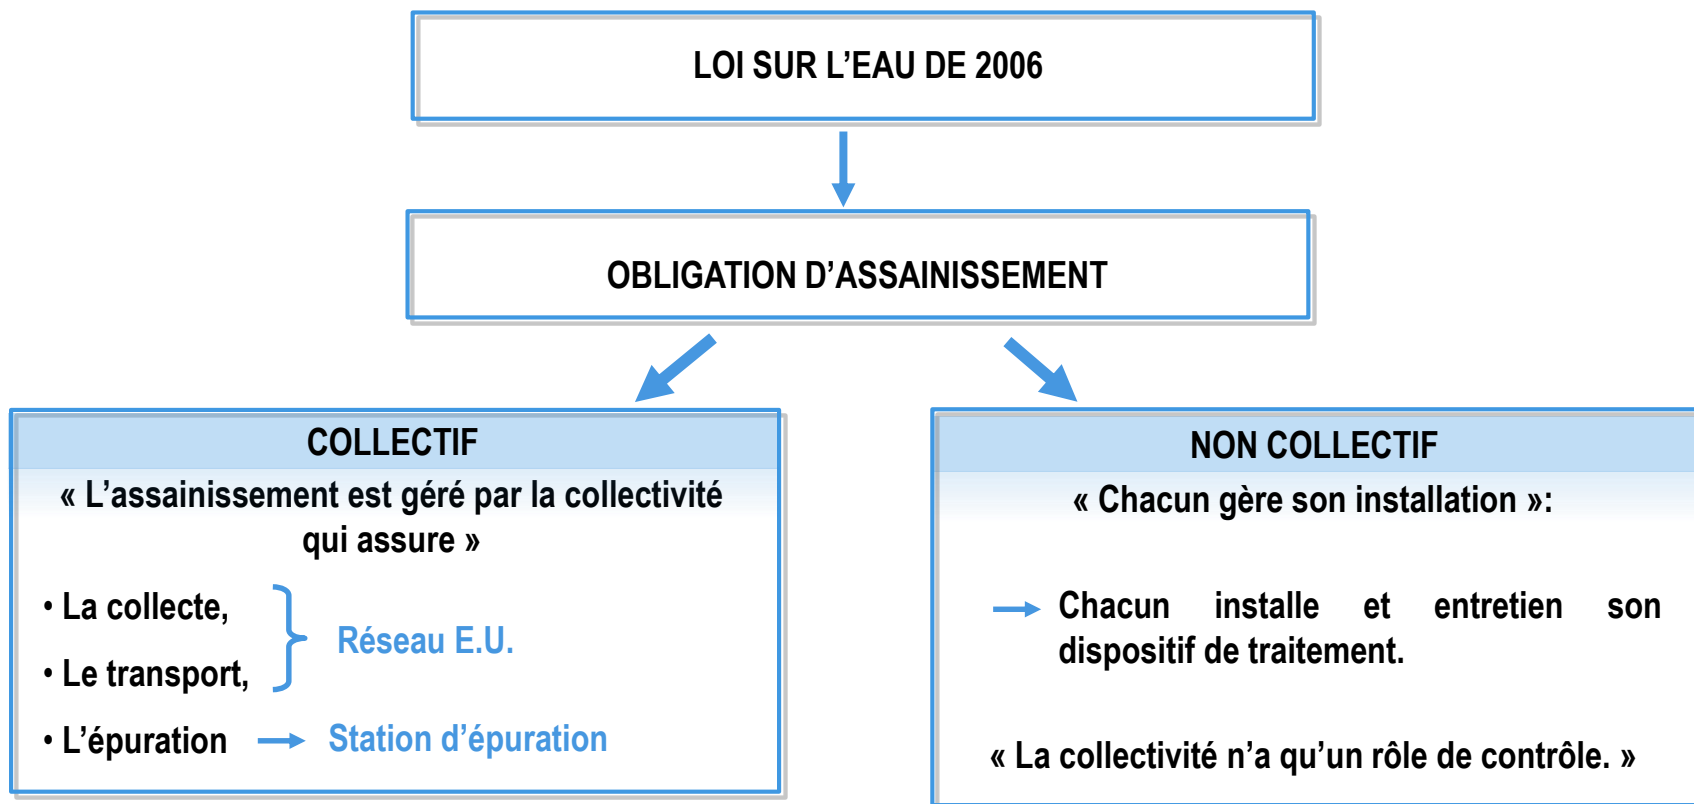 LOI SUR L’EAU DE 2006
OBLIGATION D’ASSAINISSEMENT
COLLECTIF
« L’assainissement est géré par la collectivité
qui assure »
• La collecte,
• Le transport,
Réseau E.U.
• L’épuration
Station d’épuration
NON COLLECTIF
« Chacun gère son installation »:
Chacun installe et entretien son
dispositif de traitement.
« La collectivité n’a qu’un rôle de contrôle. »